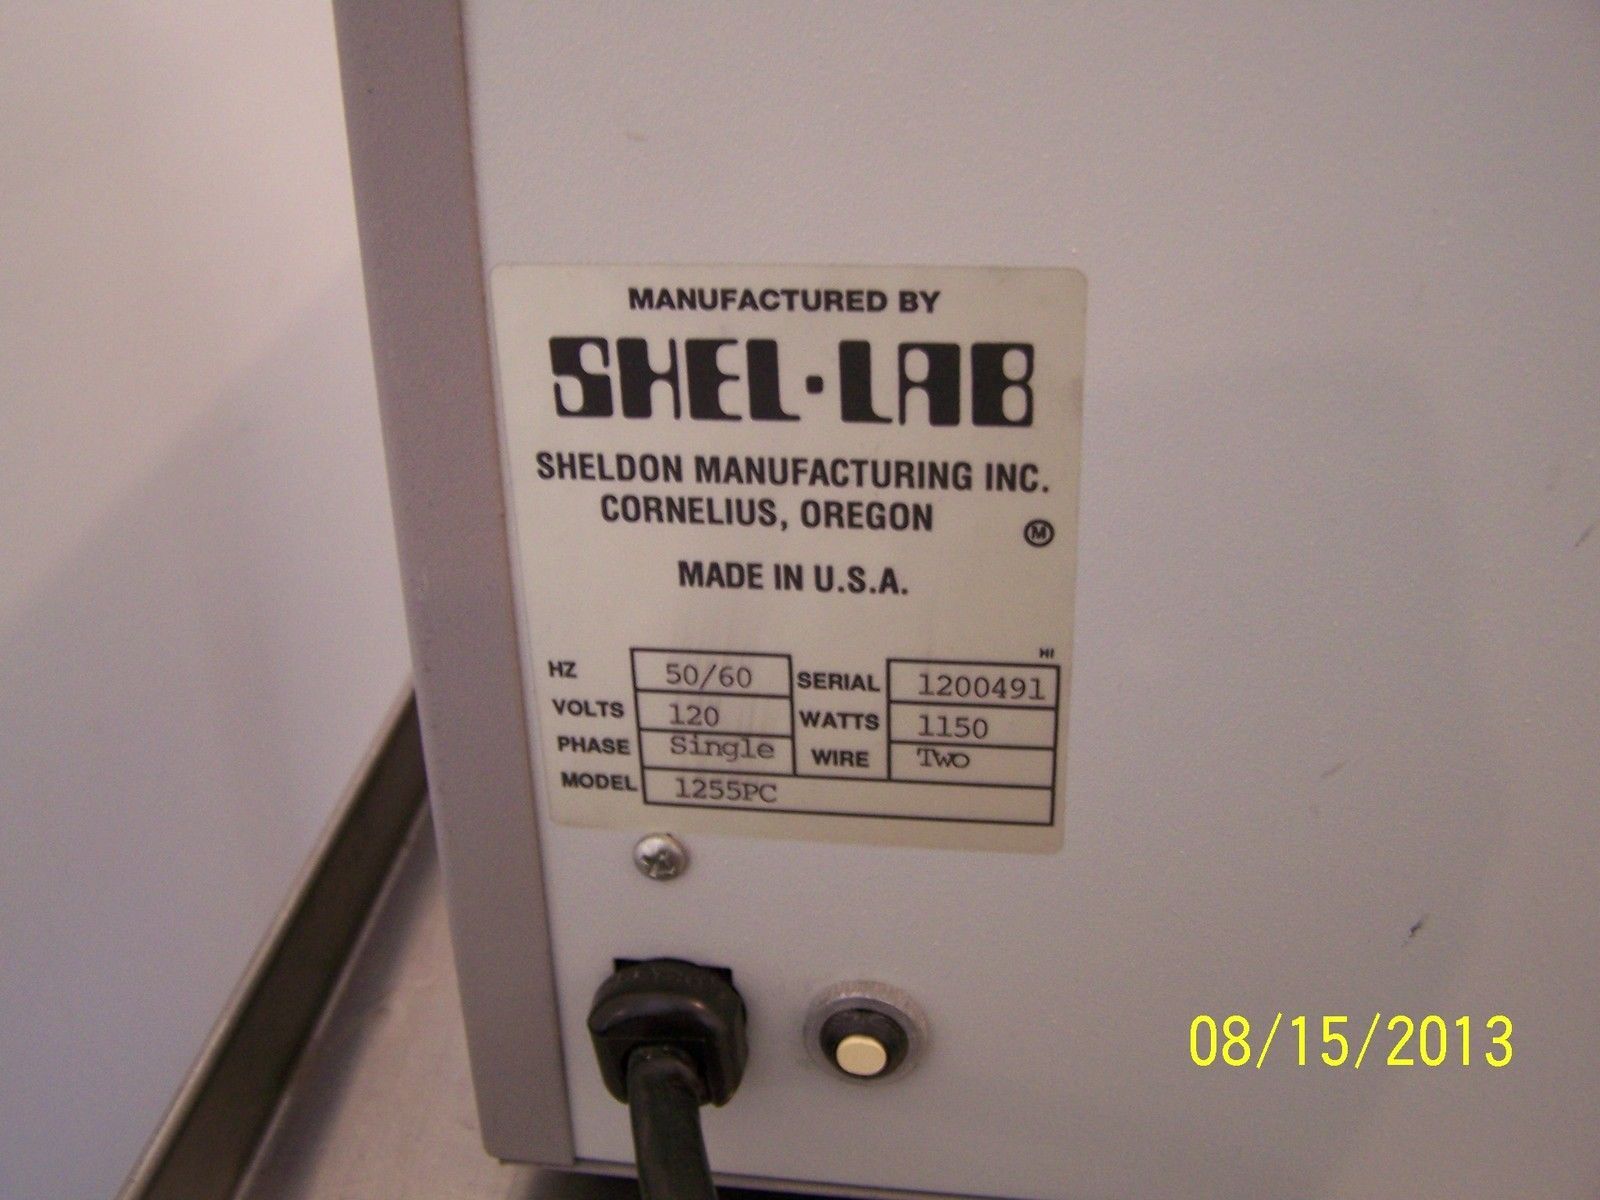 MANUFACTURED BY
SHEL·LAB
SHELDON MANUFACTURING INC.
CORNELIUS, OREGON
M
MADE IN U.S.A.
HI
HZ 50/60 SERIAL 1200491
VOLTS 120 WATTS 1150
PHASE Single WIRE Two
MODEL 1255PC
08/15/2013